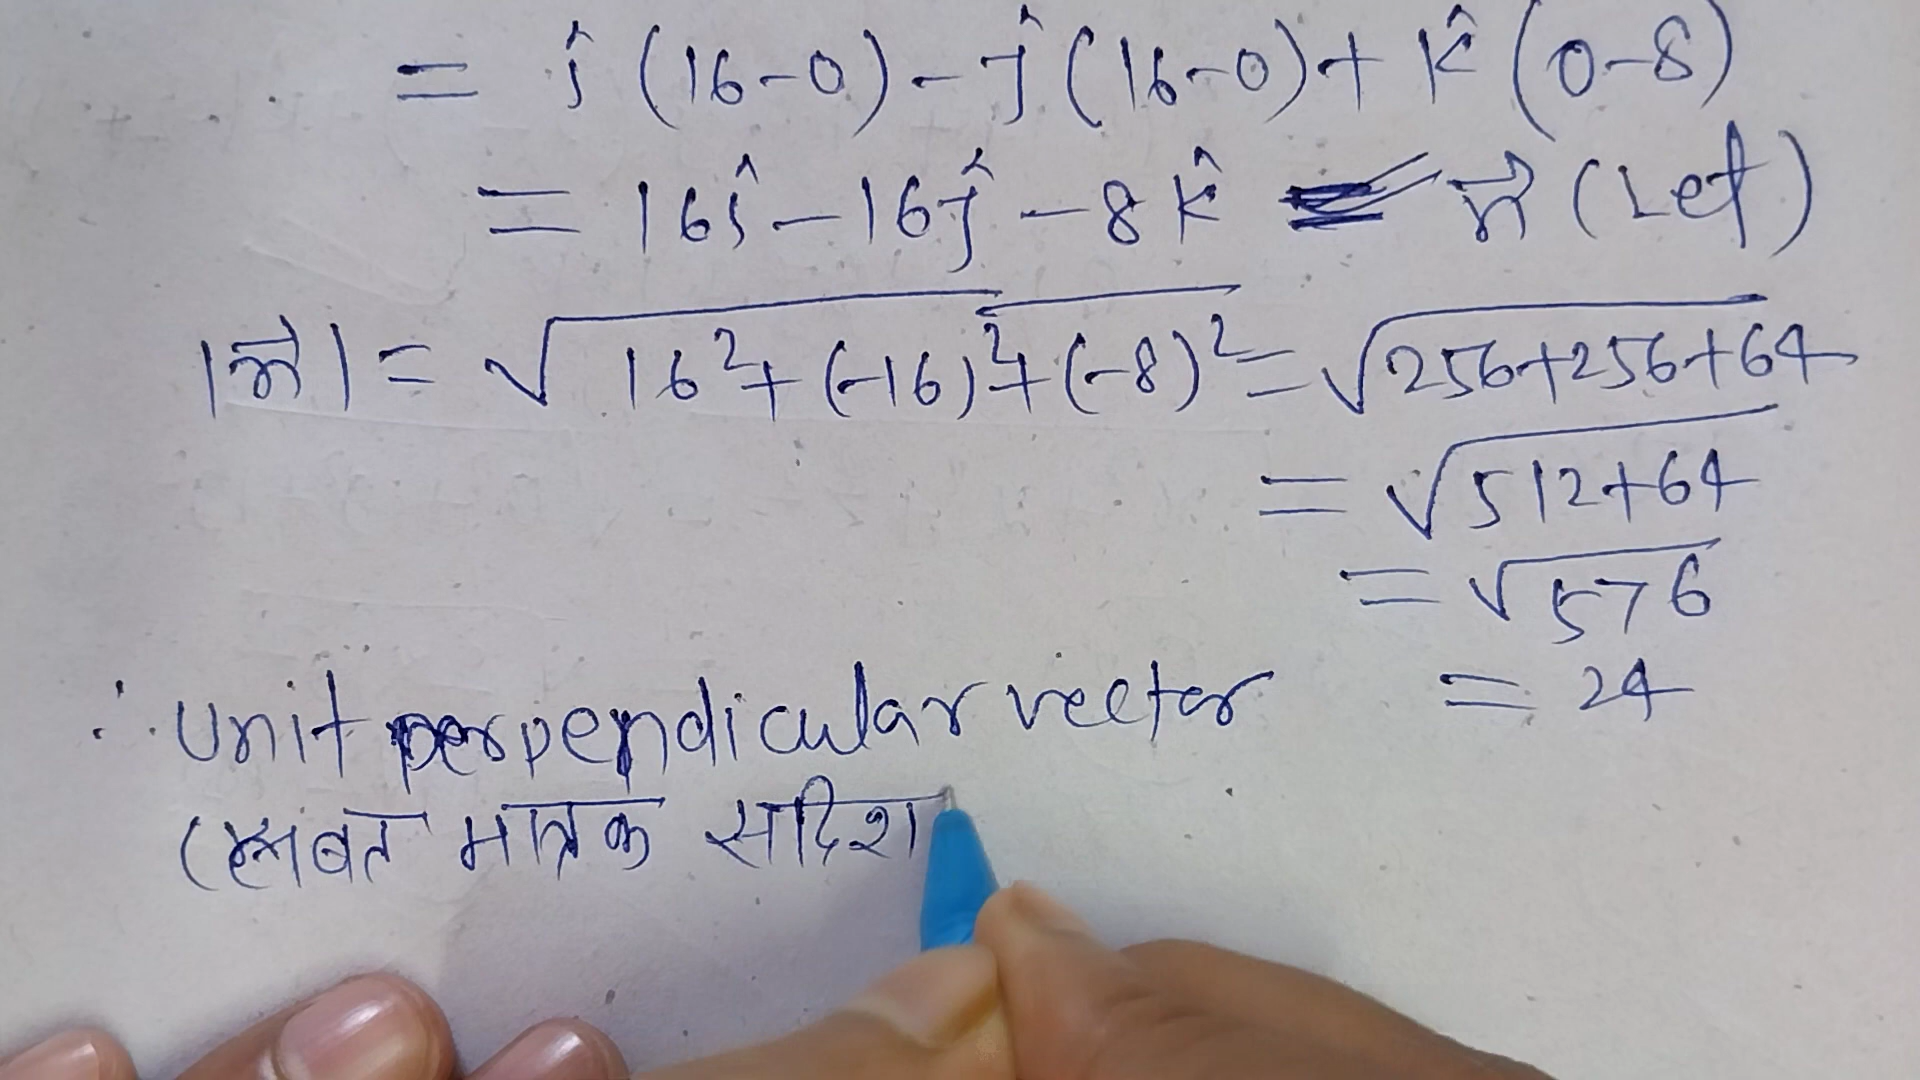 = î (16-0) - ĵ (16-0) + k̂ (0-8)
= 16î - 16ĵ - 8k̂ = n⃗ (Let)
|n⃗| = √16²+(-16)²+(-8)² = √256+256+64
= √512+64
= √576
= 24
∴ Unit perpendicular vector
(लम्बवत मात्रक सदिश